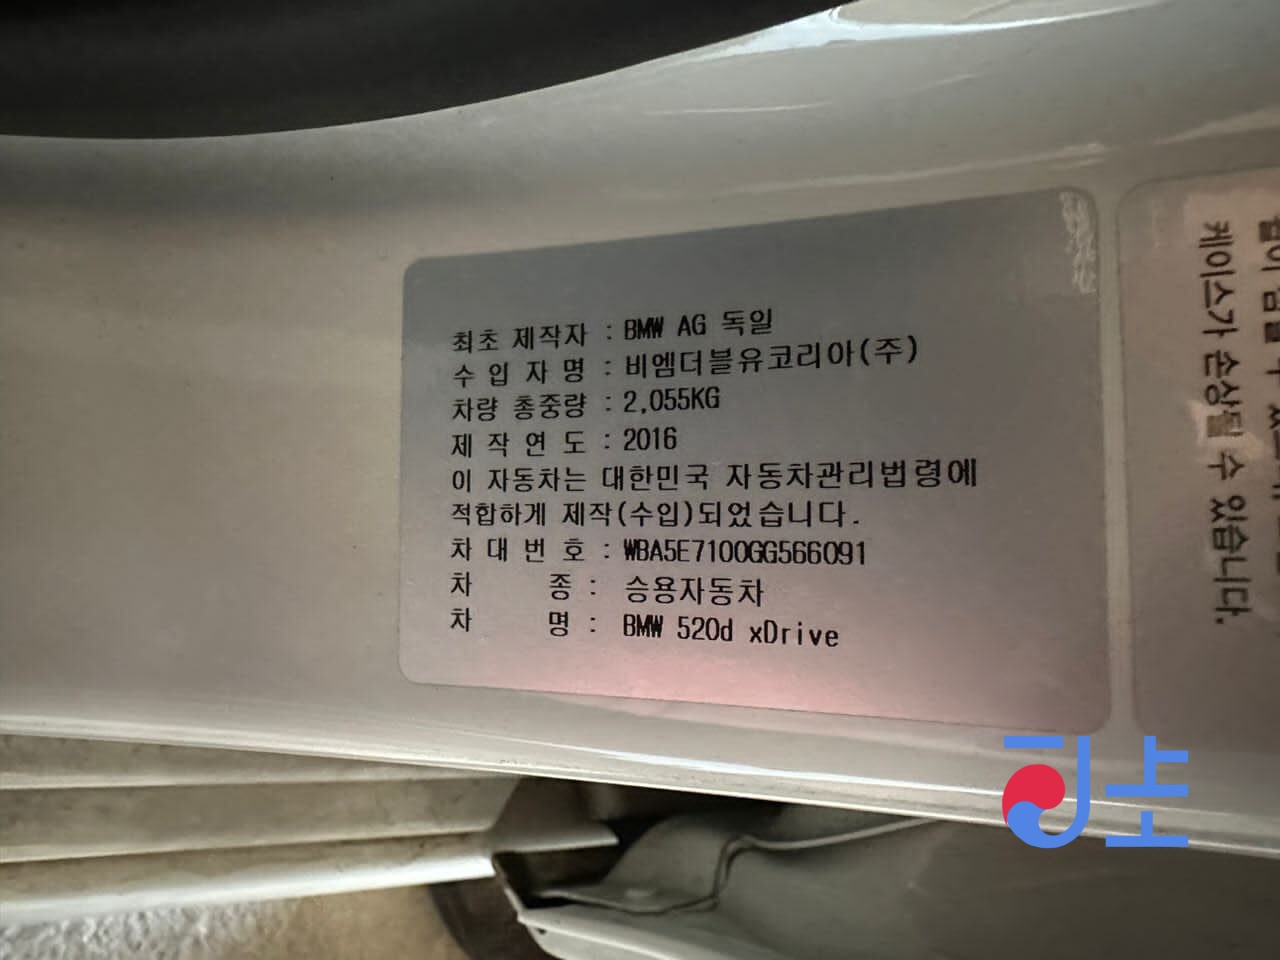 최초 제작자 : BMW AG 독일
수 입 자 명 : 비엠더블유코리아(주)
차량 총중량 : 2,055KG
제 작 연 도 : 2016
이 자동차는 대한민국 자동차관리법령에
적합하게 제작(수입)되었습니다.
차 대 번 호 : WBA5E7100GG566091
차 종 : 승용자동차
차 명 : BMW 520d xDrive
케이스가 손상될 수 있습니다.